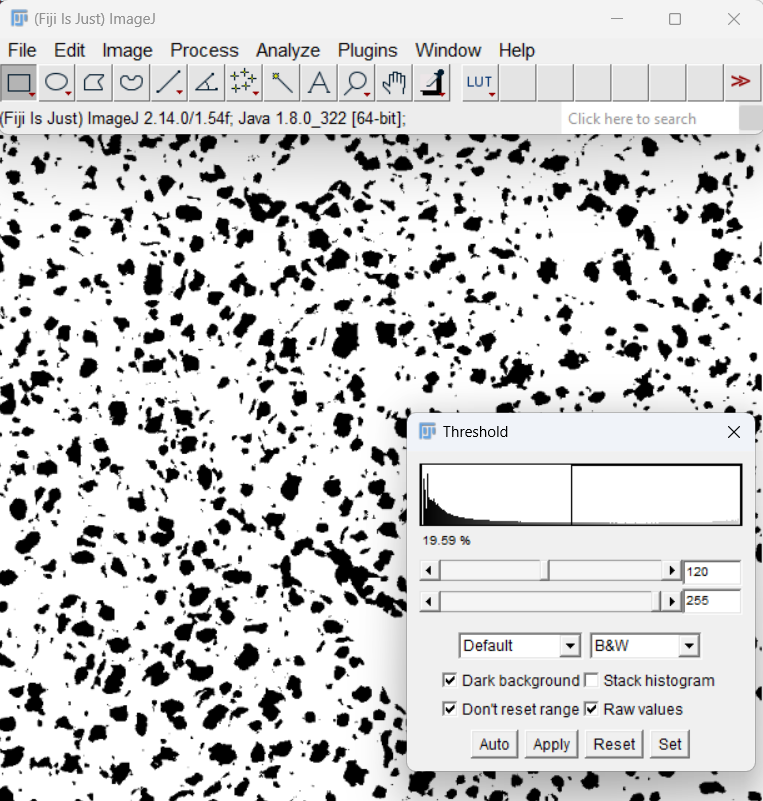 (Fiji Is Just) ImageJ
File Edit Image Process Analyze Plugins Window Help
LUT
(Fiji Is Just) ImageJ 2.14.0/1.54f; Java 1.8.0_322 [64-bit];
Click here to search
Threshold
19.59 %
120
255
Default B&W
Dark background Stack histogram
Don't reset range Raw values
Auto Apply Reset Set